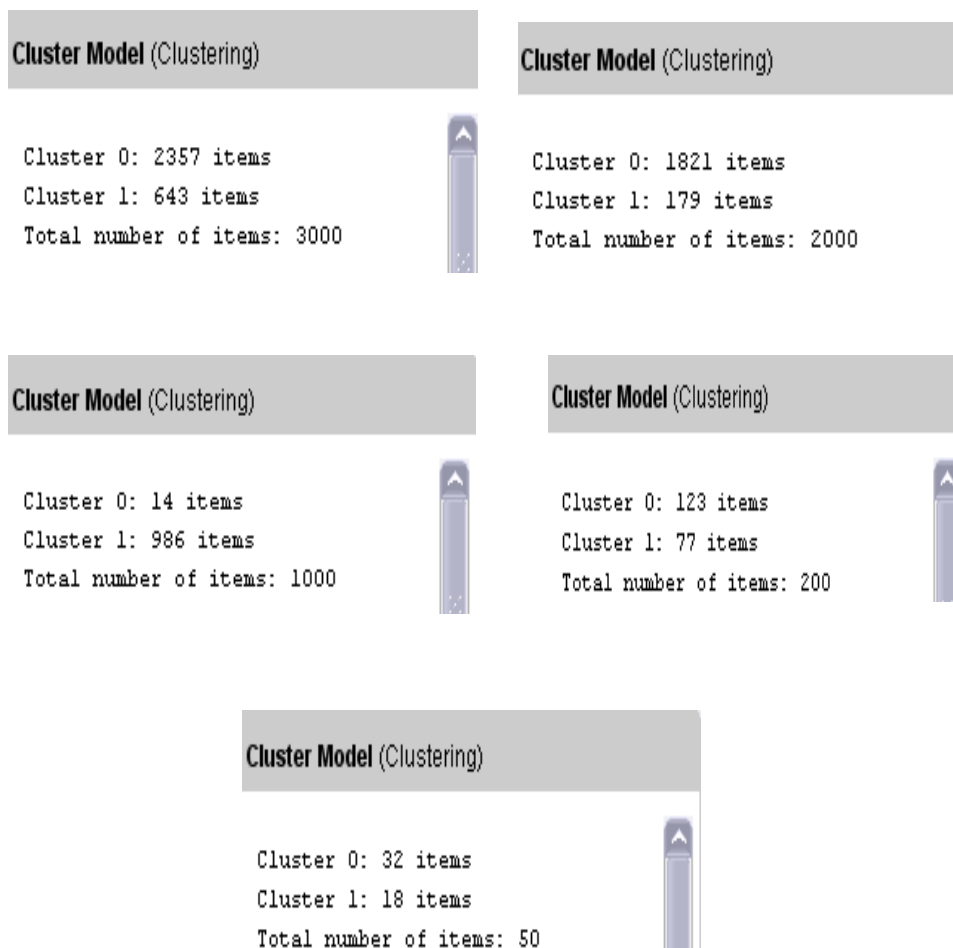 Cluster Model (Clustering)
Cluster 0: 2357 items
Cluster 1: 643 items
Total number of items: 3000
Cluster Model (Clustering)
Cluster 0: 1821 items
Cluster 1: 179 items
Total number of items: 2000
Cluster Model (Clustering)
Cluster 0: 14 items
Cluster 1: 986 items
Total number of items: 1000
Cluster Model (Clustering)
Cluster 0: 123 items
Cluster 1: 77 items
Total number of items: 200
Cluster Model (Clustering)
Cluster 0: 32 items
Cluster 1: 18 items
Total number of items: 50